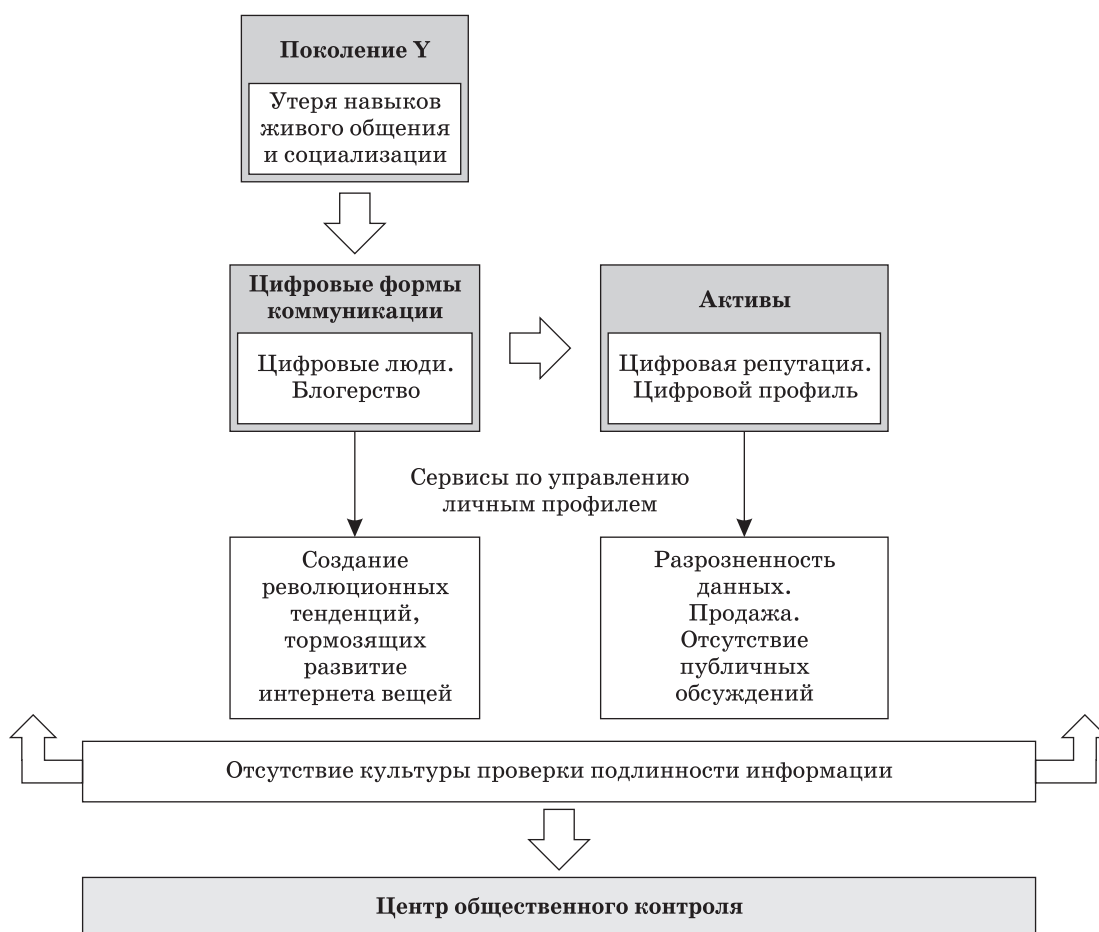 Поколение Y
Утеря навыков
живого общения
и социализации
Цифровые формы
коммуникации
Цифровые люди.
Блогерство
Активы
Цифровая репутация.
Цифровой профиль
Сервисы по управлению
личным профилем
Создание
революционных
тенденций,
тормозящих
развитие
интернета вещей
Разрозненность
данных.
Продажа.
Отсутствие
публичных
обсуждений
Отсутствие культуры проверки подлинности информации
Центр общественного контроля